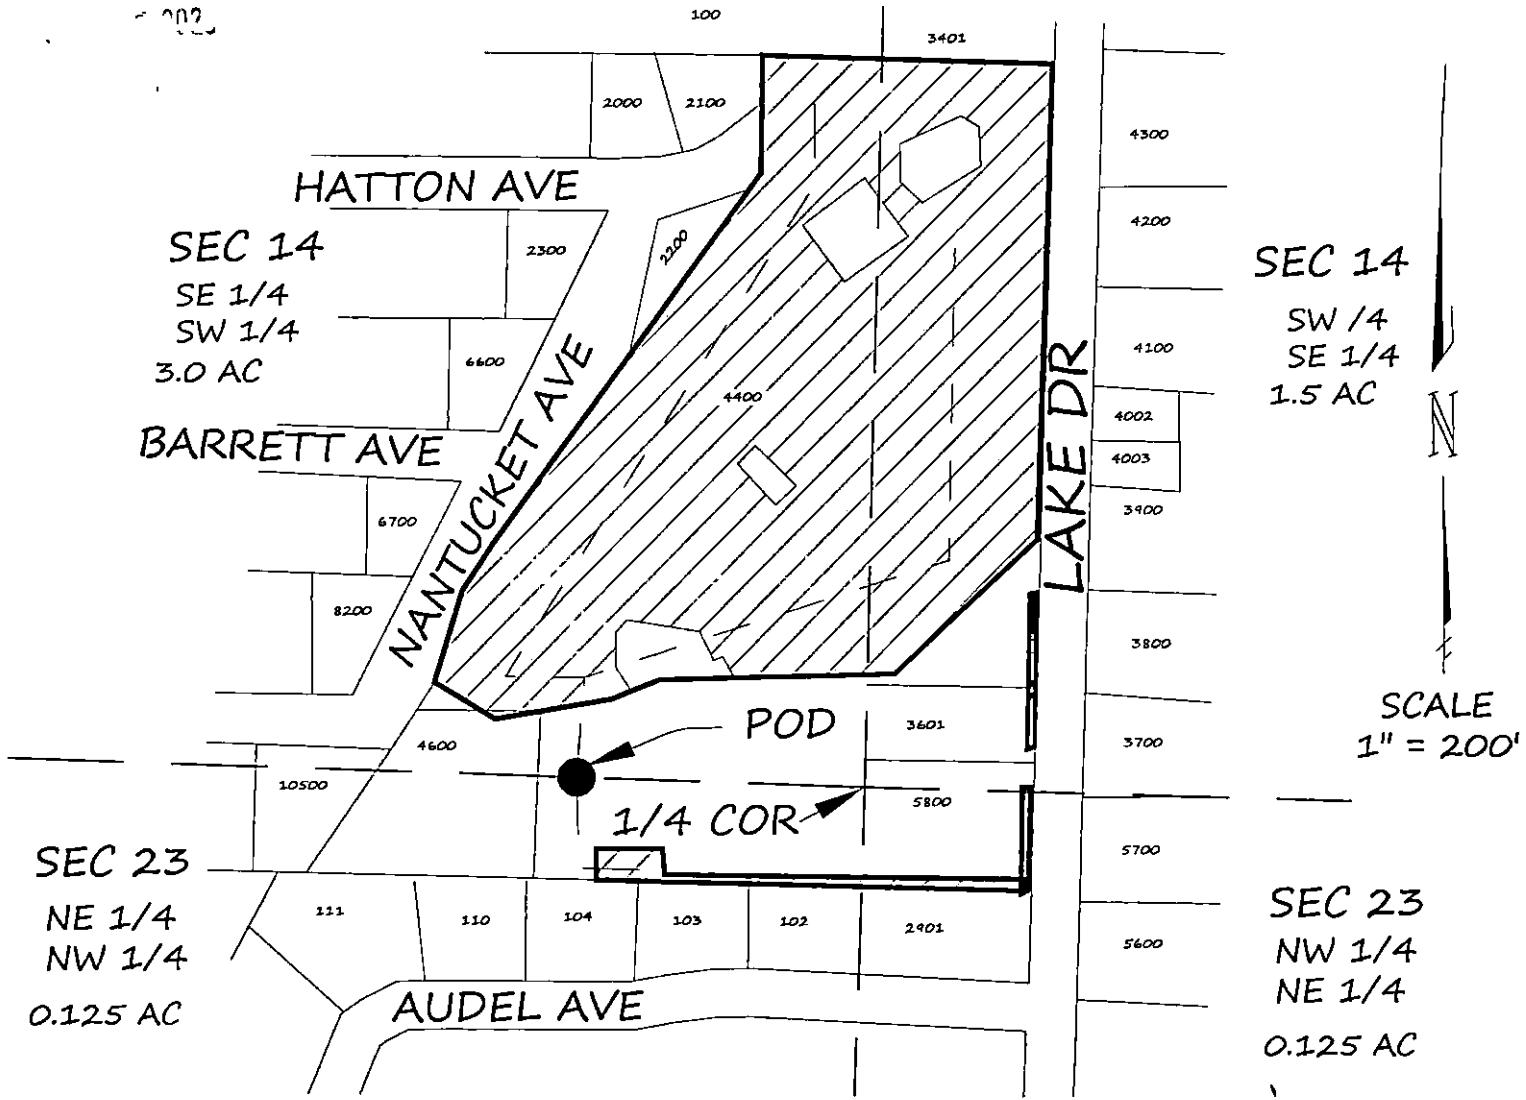 100
3401
2000
2100
4300
HATTON AVE
4200
SEC 14
SE 1/4
SW 1/4
3.0 AC
2300
2200
SEC 14
SW /4
SE 1/4
1.5 AC
6600
4100
4400
4002
BARRETT AVE
NANTUCKET AVE
LAKE DR
4003
N
6700
3900
8200
3800
SCALE
1" = 200'
POD
3601
3700
4600
10500
5800
1/4 COR
5700
SEC 23
NE 1/4
NW 1/4
0.125 AC
111
110
104
103
102
2901
5600
SEC 23
NW 1/4
NE 1/4
0.125 AC
AUDEL AVE